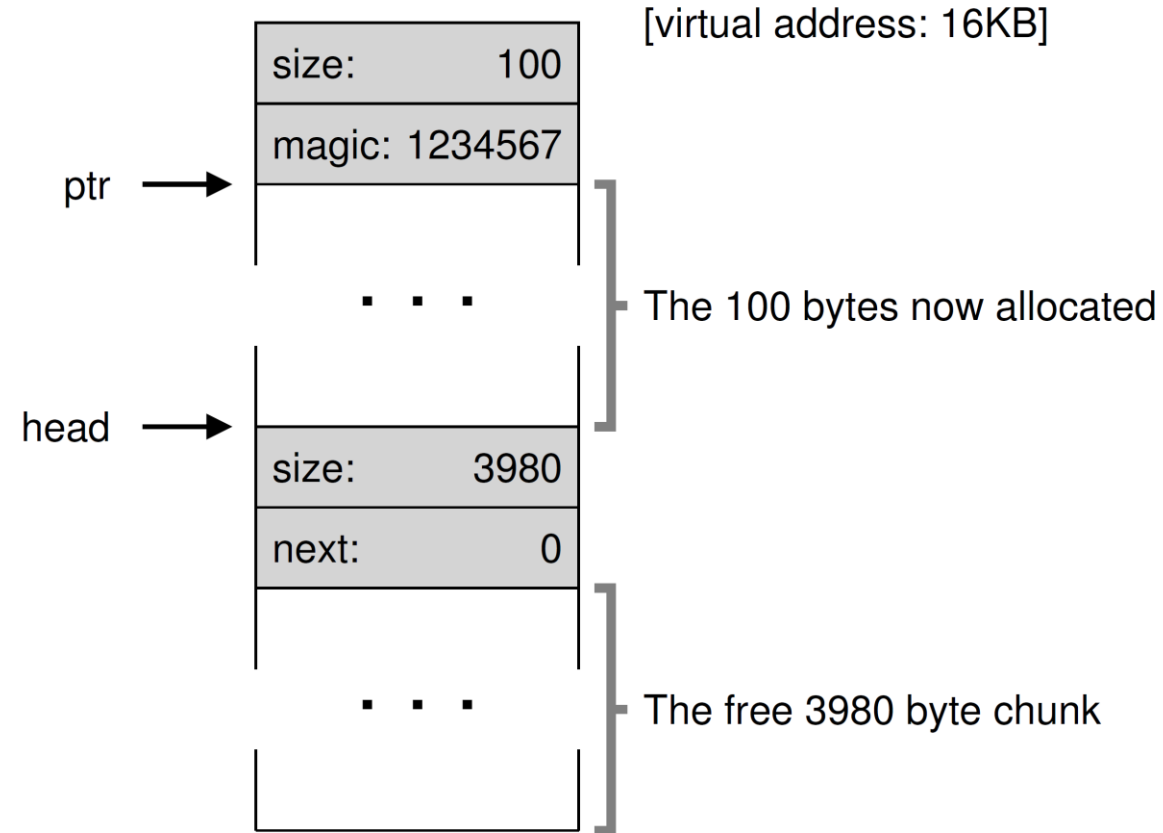 [virtual address: 16KB]
size: 100
magic: 1234567
ptr
. . .
The 100 bytes now allocated
head
size: 3980
next: 0
. . .
The free 3980 byte chunk